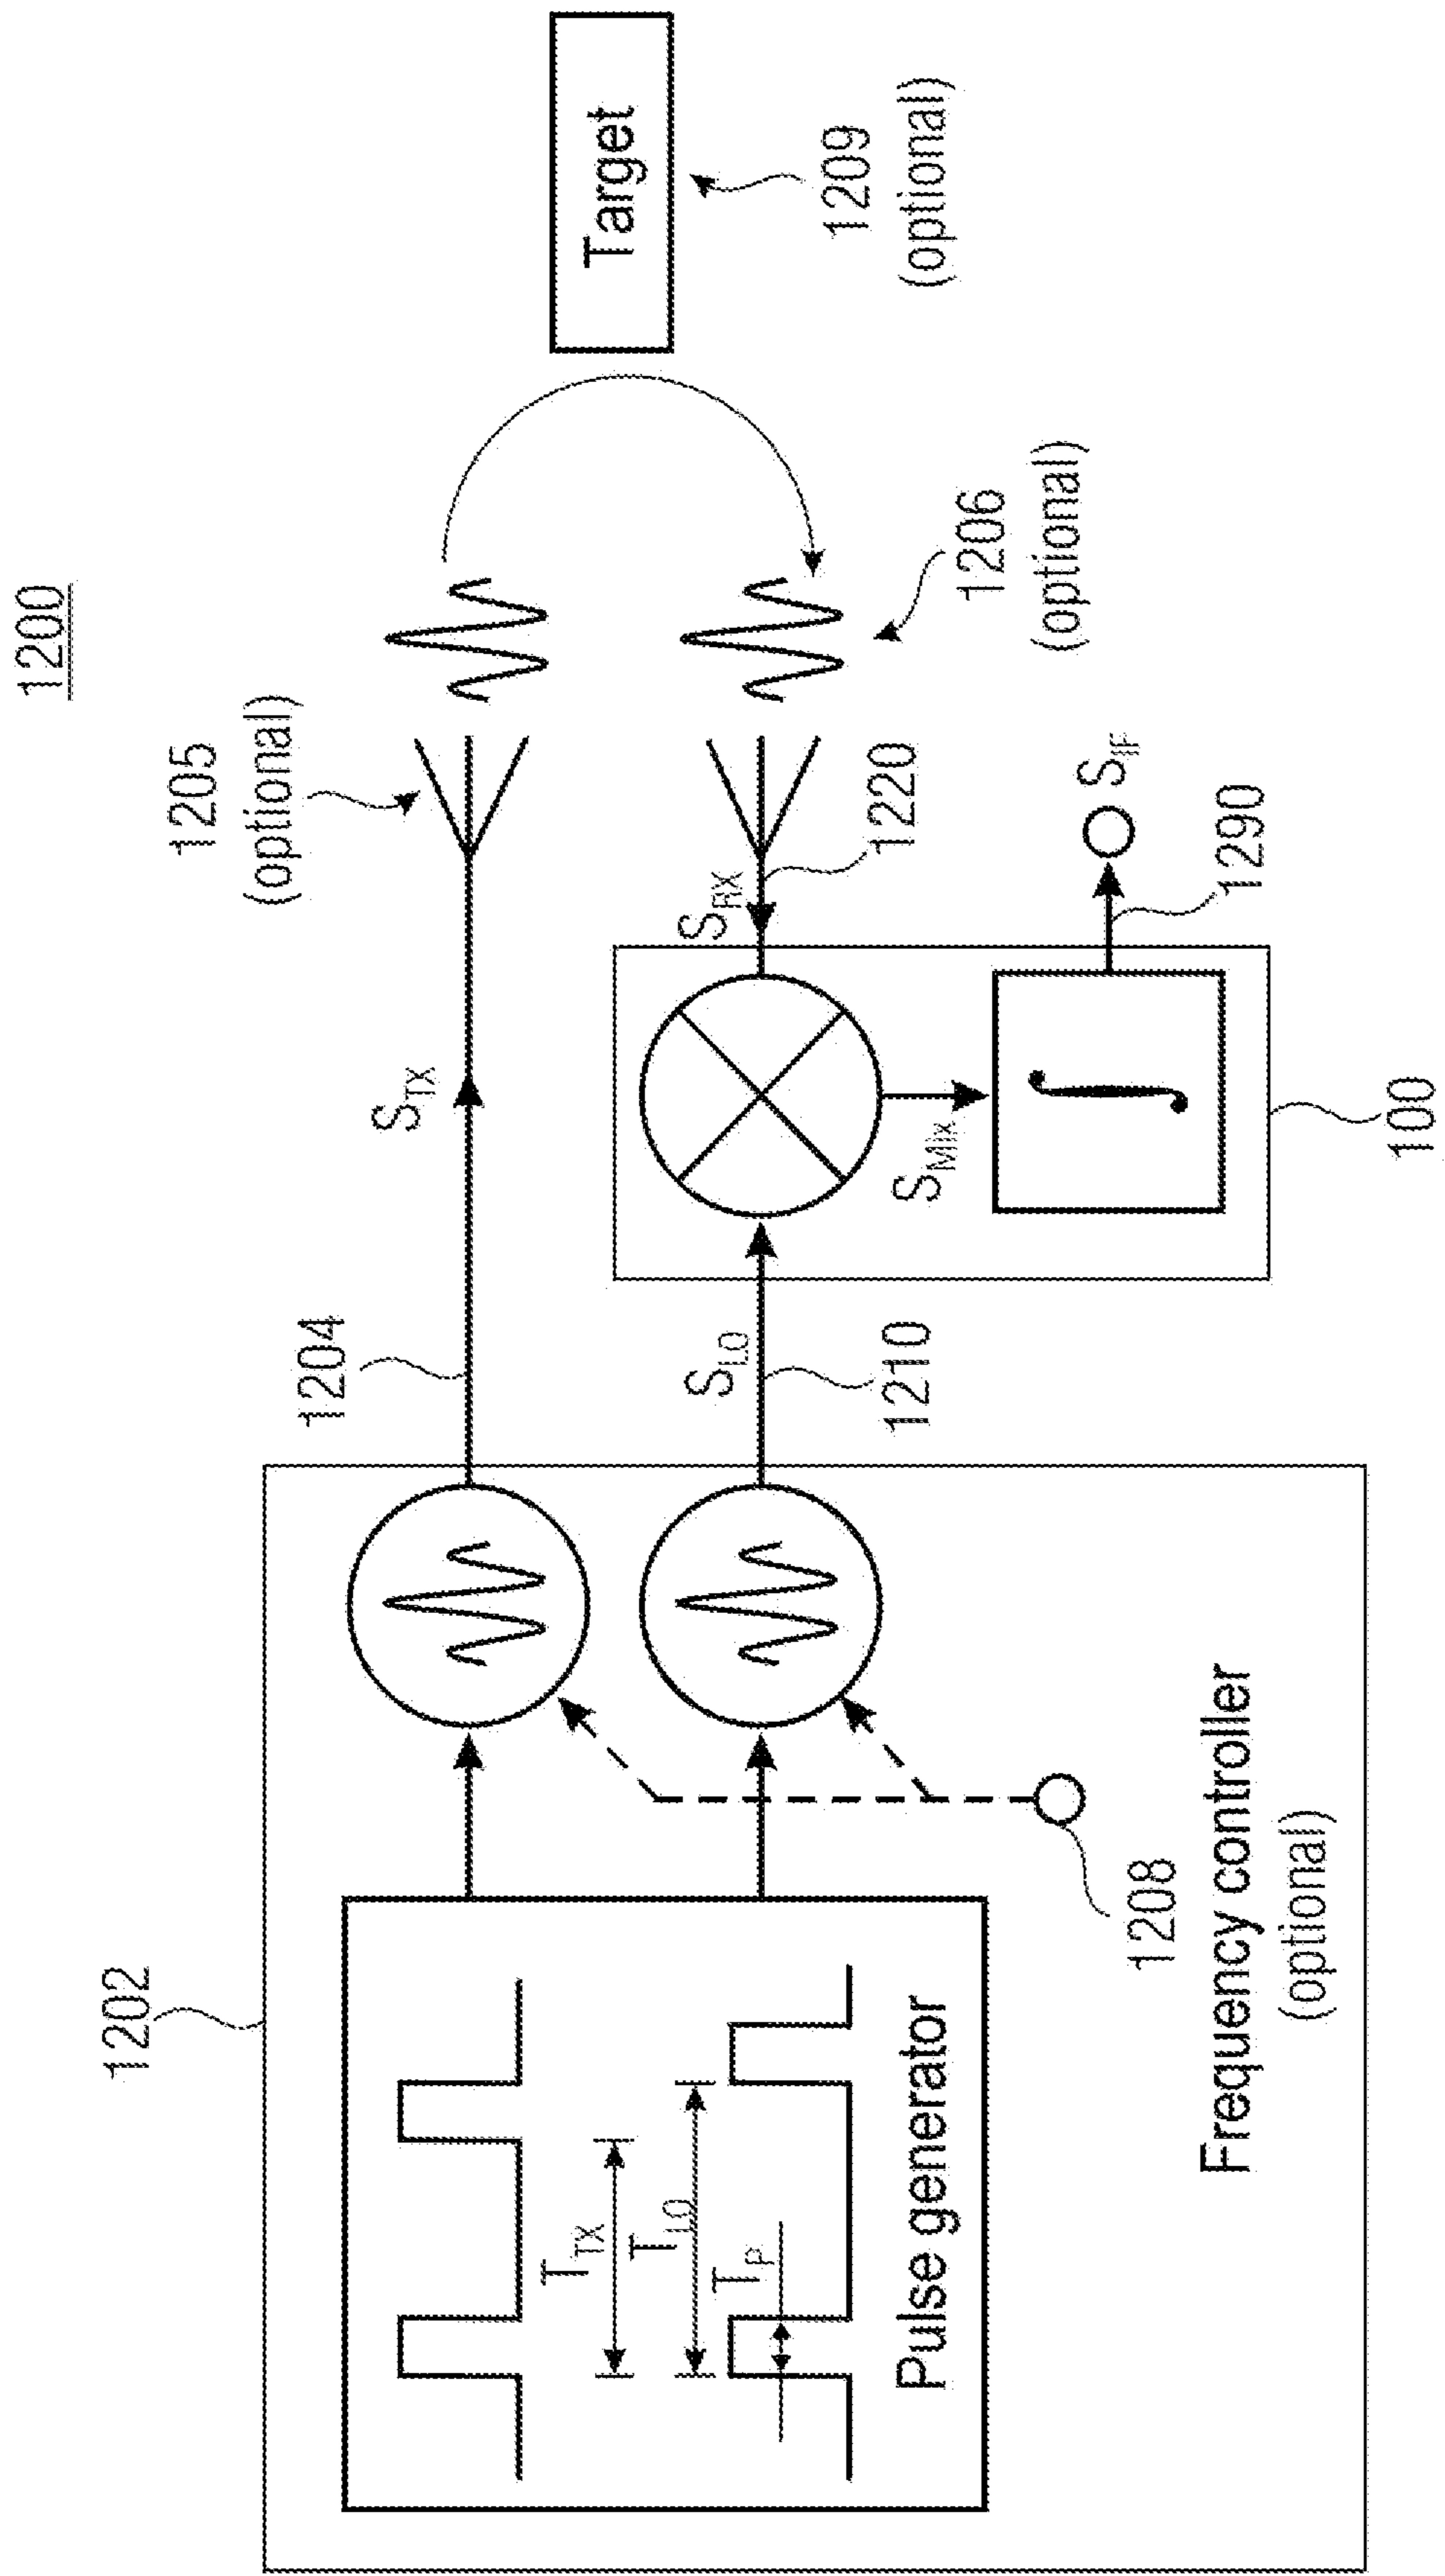 1200
1202
1204
1205
(optional)
S_TX
T_TX
T_LO
T_P
Pulse generator
S_LO
1210
S_RX
1220
1206
(optional)
Target
1209
(optional)
S_Mix
∫
S_IF
1290
100
1208
Frequency controller
(optional)